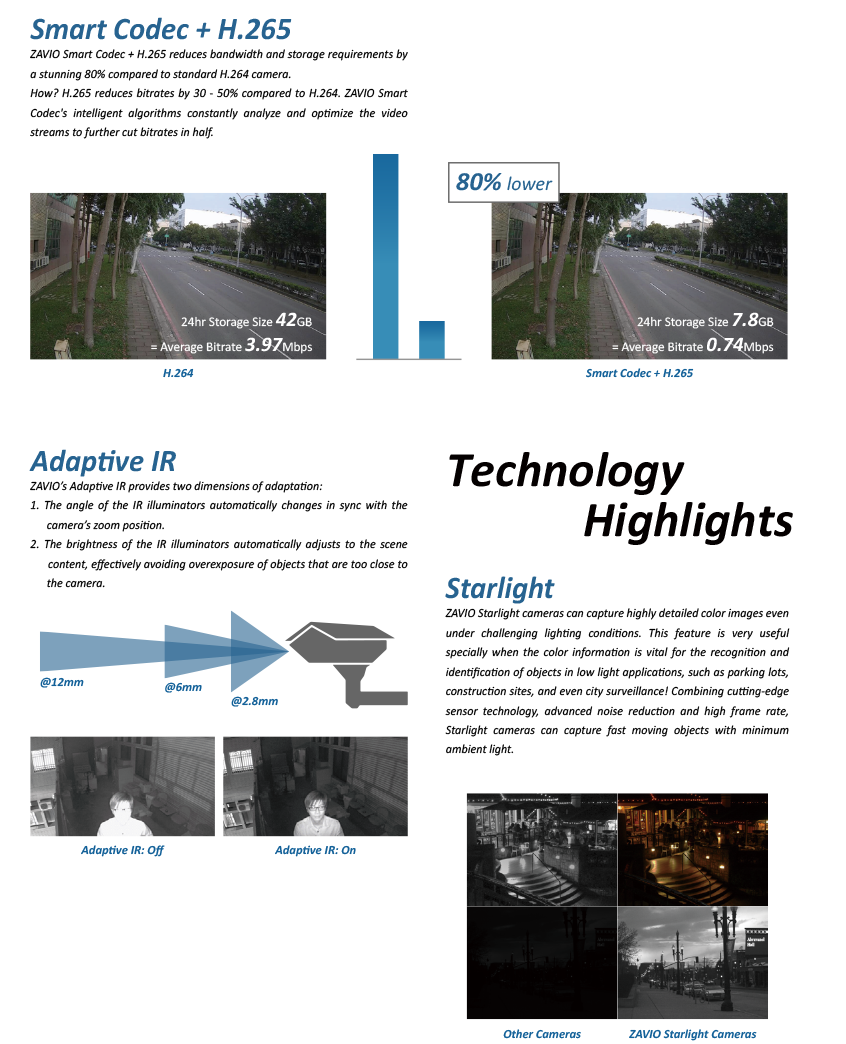 Smart Codec + H.265
ZAVIO Smart Codec + H.265 reduces bandwidth and storage requirements by
a stunning 80% compared to standard H.264 camera.
How? H.265 reduces bitrates by 30 - 50% compared to H.264. ZAVIO Smart
Codec's intelligent algorithms constantly analyze and optimize the video
streams to further cut bitrates in half.
80% lower
24hr Storage Size 42GB
= Average Bitrate 3.97Mbps
H.264
24hr Storage Size 7.8GB
= Average Bitrate 0.74Mbps
Smart Codec + H.265
Adaptive IR
ZAVIO's Adaptive IR provides two dimensions of adaptation:
1. The angle of the IR illuminators automatically changes in sync with the
camera's zoom position.
2. The brightness of the IR illuminators automatically adjusts to the scene
content, effectively avoiding overexposure of objects that are too close to
the camera.
@12mm
@6mm
@2.8mm
Adaptive IR: Off
Adaptive IR: On
Technology
Highlights
Starlight
ZAVIO Starlight cameras can capture highly detailed color images even
under challenging lighting conditions. This feature is very useful
specially when the color information is vital for the recognition and
identification of objects in low light applications, such as parking lots,
construction sites, and even city surveillance! Combining cutting-edge
sensor technology, advanced noise reduction and high frame rate,
Starlight cameras can capture fast moving objects with minimum
ambient light.
Other Cameras
ZAVIO Starlight Cameras